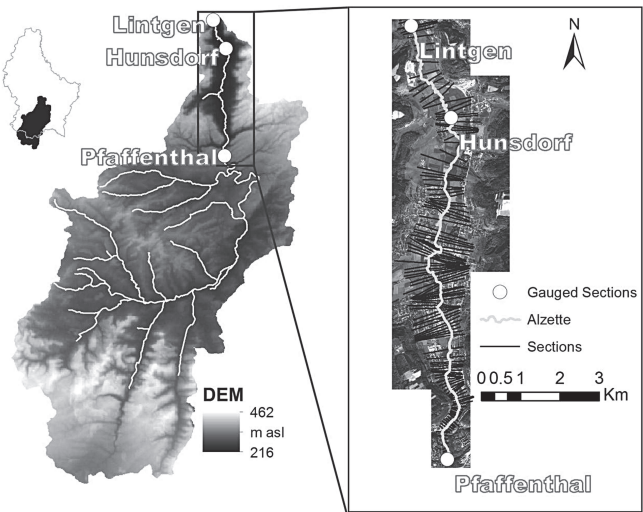 Lintgen
Hunsdorf
Pfaffenthal
DEM
462
m asl
216
N
Lintgen
Hunsdorf
Gauged Sections
Alzette
Sections
0 0.5 1 2 3
Km
Pfaffenthal